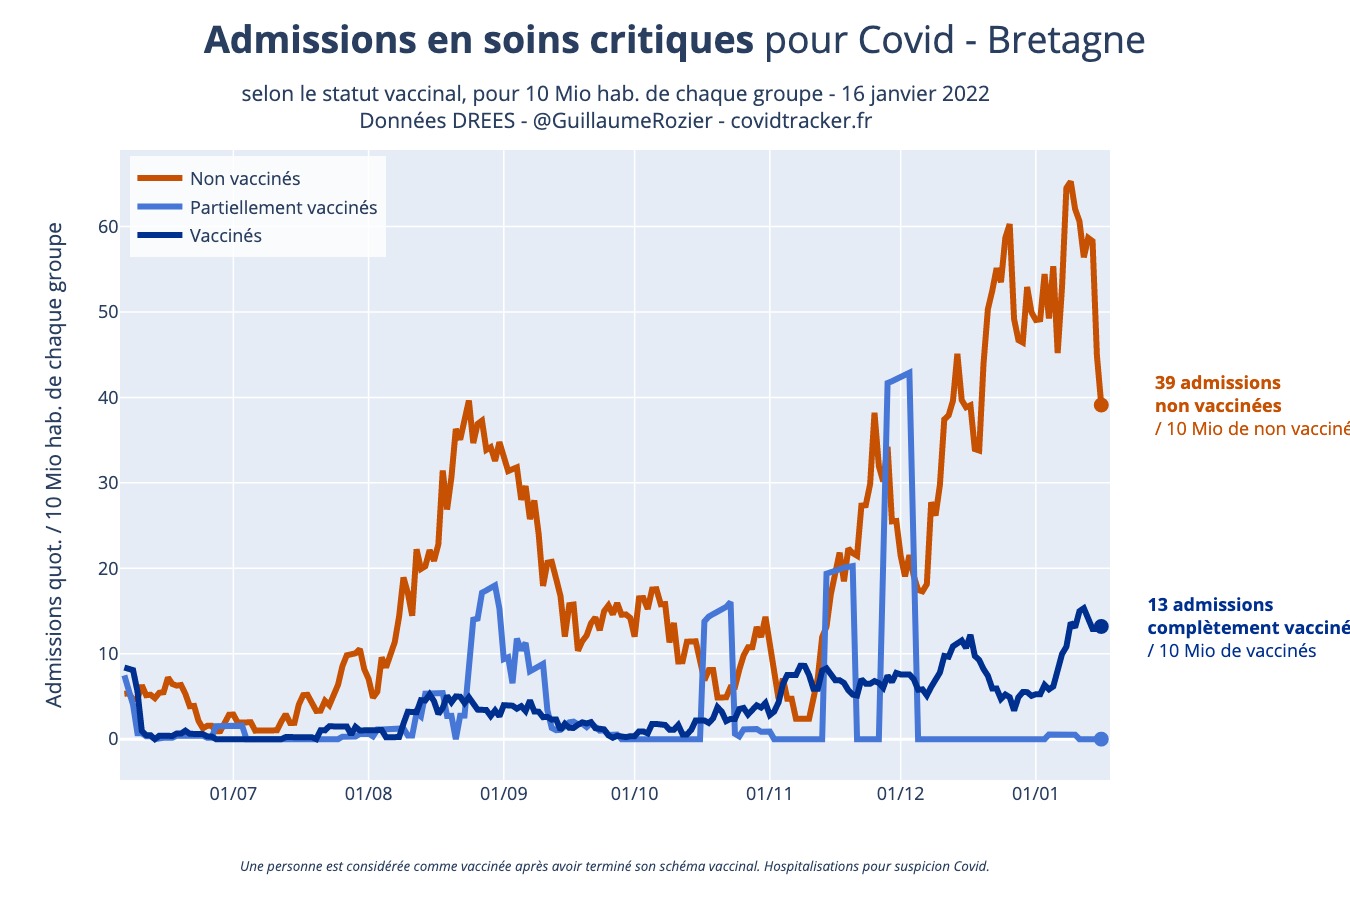 Admissions en soins critiques pour Covid - Bretagne
selon le statut vaccinal, pour 10 Mio hab. de chaque groupe - 16 janvier 2022
Données DREES - @GuillaumeRozier - covidtracker.fr
Non vaccinés
Partiellement vaccinés
Vaccinés
Admissions quot. / 10 Mio hab. de chaque groupe
60
50
40
30
20
10
0
01/07
01/08
01/09
01/10
01/11
01/12
01/01
39 admissions
non vaccinées
/ 10 Mio de non vacciné
13 admissions
complètement vacciné
/ 10 Mio de vaccinés
Une personne est considérée comme vaccinée après avoir terminé son schéma vaccinal. Hospitalisations pour suspicion Covid.